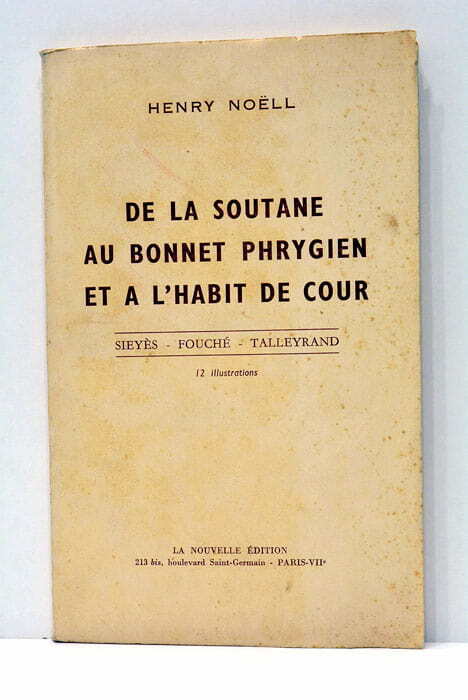 HENRY NOËLL
DE LA SOUTANE
AU BONNET PHRYGIEN
ET A L'HABIT DE COUR
SIEYÈS - FOUCHÉ - TALLEYRAND
12 illustrations
LA NOUVELLE ÉDITION
213 bis, boulevard Saint-Germain - PARIS-VIIᵉ